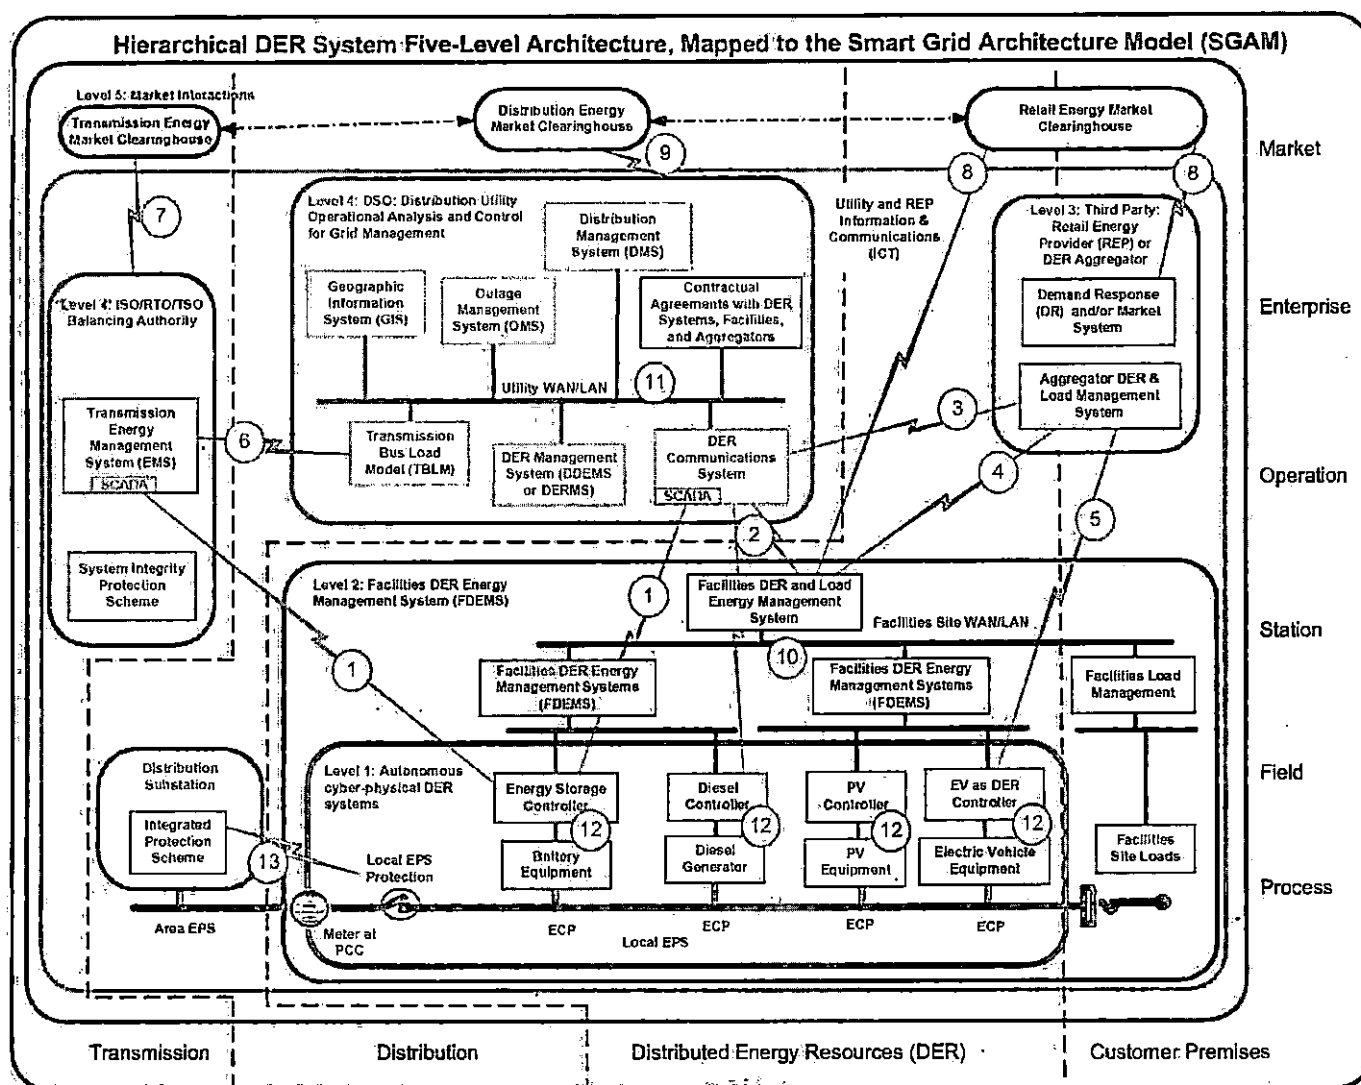 Hierarchical DER System Five-Level Architecture, Mapped to the Smart Grid Architecture Model (SGAM)
Level 5: Market Interactions
Transmission Energy
Market Clearinghouse
Distribution Energy
Market Clearinghouse
Retail Energy Market
Clearinghouse
Market
9
8
8
7
Level 4: DSO: Distribution Utility
Operational Analysis and Control
for Grid Management
Distribution
Management
System (DMS)
Geographic
Information
System (GIS)
Outage
Management
System (OMS)
Contractual
Agreements with DER
Systems, Facilities,
and Aggregators
Utility WAN/LAN
11
Transmission
Bus Load
Model (TBLM)
DER Management
System (DDEMS
or DERMS)
DER
Communications
System
SCADA
Utility and REP
Information &
Communications
(ICT)
Level 3: Third Party:
Retail Energy
Provider (REP) or
DER Aggregator
Demand Response
(DR) and/or Market
System
Aggregator DER &
Load Management
System
Enterprise
Level 4: ISO/RTO/TSO
Balancing Authority
Transmission
Energy
Management
System (EMS)
SCADA
System Integrity
Protection
Scheme
6
3
4
5
2
1
1
Operation
Level 2: Facilities DER Energy
Management System (FDEMS)
Facilities DER and Load
Energy Management
System
Facilities Site WAN/LAN
10
Station
Facilities DER Energy
Management Systems
(FDEMS)
Facilities DER Energy
Management Systems
(FDEMS)
Facilities Load
Management
Level 1: Autonomous
cyber-physical DER
systems
Energy Storage
Controller
Diesel
Controller
PV
Controller
EV as DER
Controller
Field
12
12
12
12
Battery
Equipment
Diesel
Generator
PV
Equipment
Electric Vehicle
Equipment
Facilities
Site Loads
Distribution
Substation
Integrated
Protection
Scheme
13
Local EPS
Protection
Process
Area EPS
Meter at
PCC
ECP
Local EPS
ECP
ECP
ECP
Transmission
Distribution
Distributed Energy Resources (DER)
Customer Premises